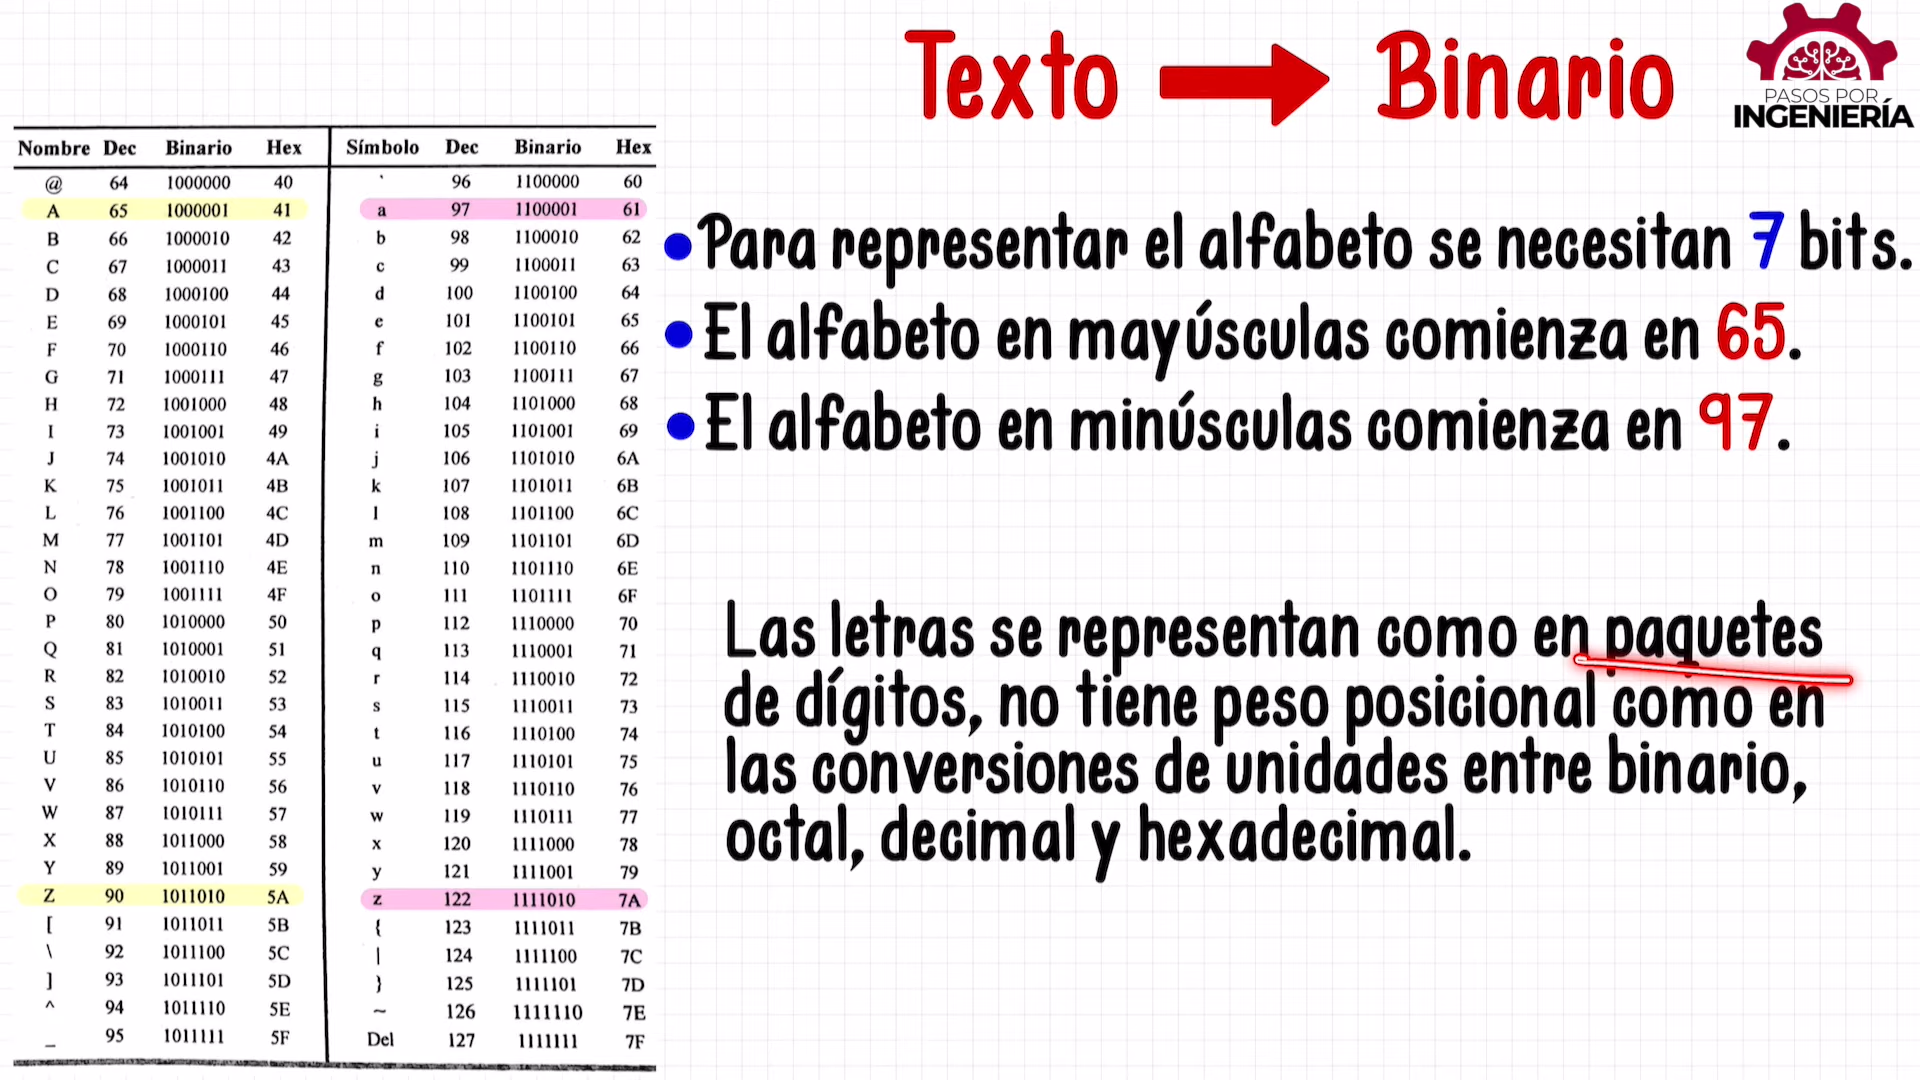 Texto Binario
PASOS POR
INGENIERÍA
Nombre Dec Binario Hex Símbolo Dec Binario Hex
@ 64 1000000 40 ` 96 1100000 60
A 65 1000001 41 a 97 1100001 61
B 66 1000010 42 b 98 1100010 62
C 67 1000011 43 c 99 1100011 63
D 68 1000100 44 d 100 1100100 64
E 69 1000101 45 e 101 1100101 65
F 70 1000110 46 f 102 1100110 66
G 71 1000111 47 g 103 1100111 67
H 72 1001000 48 h 104 1101000 68
I 73 1001001 49 i 105 1101001 69
J 74 1001010 4A j 106 1101010 6A
K 75 1001011 4B k 107 1101011 6B
L 76 1001100 4C l 108 1101100 6C
M 77 1001101 4D m 109 1101101 6D
N 78 1001110 4E n 110 1101110 6E
O 79 1001111 4F o 111 1101111 6F
P 80 1010000 50 p 112 1110000 70
Q 81 1010001 51 q 113 1110001 71
R 82 1010010 52 r 114 1110010 72
S 83 1010011 53 s 115 1110011 73
T 84 1010100 54 t 116 1110100 74
U 85 1010101 55 u 117 1110101 75
V 86 1010110 56 v 118 1110110 76
W 87 1010111 57 w 119 1110111 77
X 88 1011000 58 x 120 1111000 78
Y 89 1011001 59 y 121 1111001 79
Z 90 1011010 5A z 122 1111010 7A
[ 91 1011011 5B { 123 1111011 7B
\ 92 1011100 5C | 124 1111100 7C
] 93 1011101 5D } 125 1111101 7D
^ 94 1011110 5E ~ 126 1111110 7E
_ 95 1011111 5F Del 127 1111111 7F
•Para representar el alfabeto se necesitan 7 bits.
•El alfabeto en mayúsculas comienza en 65.
•El alfabeto en minúsculas comienza en 97.
Las letras se representan como en paquetes
de dígitos, no tiene peso posicional como en
las conversiones de unidades entre binario,
octal, decimal y hexadecimal.